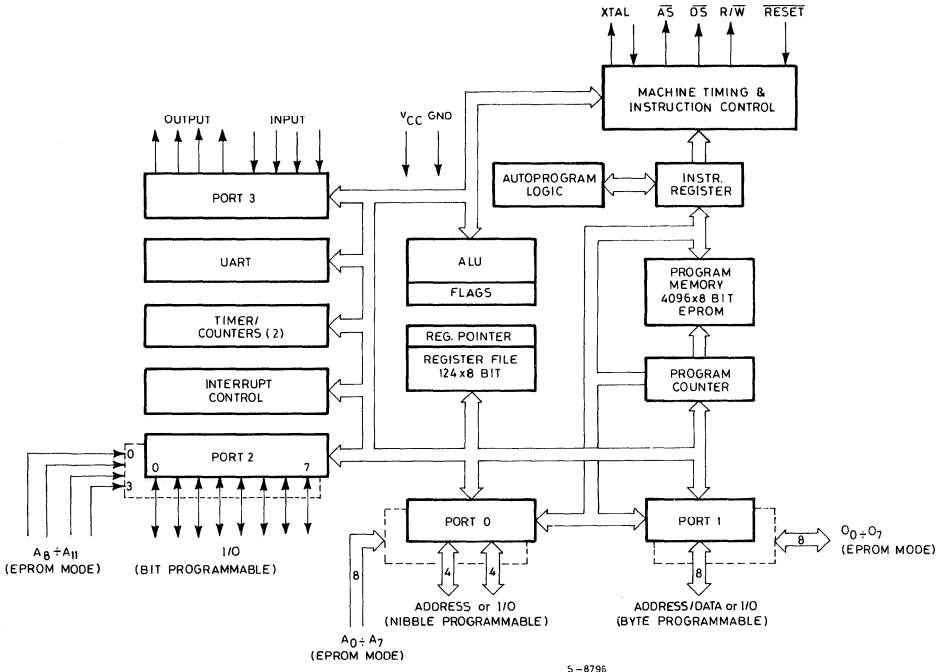 XTAL AS OS R/W RESET
MACHINE TIMING &
INSTRUCTION CONTROL
OUTPUT INPUT
VCC GND
PORT 3
AUTOPROGRAM
LOGIC
INSTR.
REGISTER
UART
ALU
FLAGS
PROGRAM
MEMORY
4096x8 BIT
EPROM
TIMER/
COUNTERS (2)
REG. POINTER
REGISTER FILE
124x8 BIT
PROGRAM
COUNTER
INTERRUPT
CONTROL
PORT 2
0 7
0
3
A8÷A11
(EPROM MODE)
I/O
(BIT PROGRAMMABLE)
PORT 0
PORT 1
8
4 4
8
8
O0÷O7
(EPROM MODE)
ADDRESS or I/O
(NIBBLE PROGRAMMABLE)
ADDRESS/DATA or I/O
(BYTE PROGRAMMABLE)
A0÷A7
(EPROM MODE)
S-8796